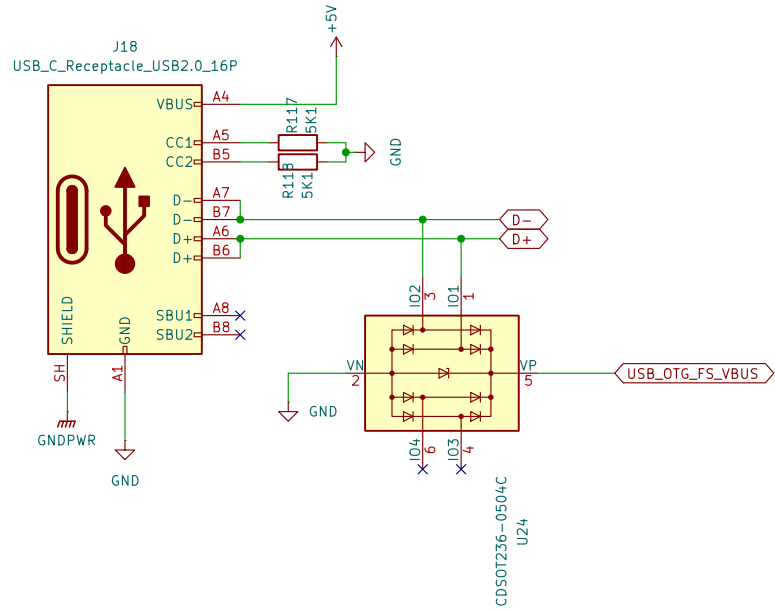 +5V
J18
USB_C_Receptacle_USB2.0_16P
VBUS
A4
R117
5K1
CC1
A5
CC2
B5
GND
R118
5K1
D-
A7
D-
B7
D-
D+
A6
D+
D+
B6
IO2
3
IO1
1
SBU1
A8
SBU2
B8
SHIELD
GND
SH
A1
VN
2
VP
5
USB_OTG_FS_VBUS
GND
GNDPWR
GND
IO4
6
IO3
4
CDSOT236-0504C
U24